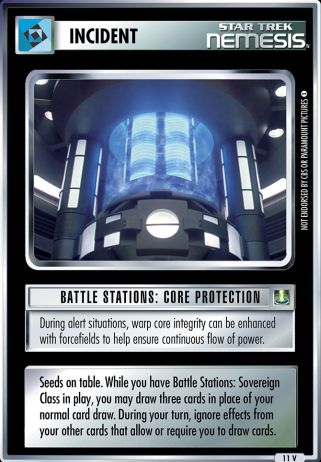 INCIDENT
STAR TREK
NEMESIS
NOT ENDORSED BY CBS OR PARAMOUNT PICTURES
BATTLE STATIONS: CORE PROTECTION
During alert situations, warp core integrity can be enhanced
with forcefields to help ensure continuous flow of power.
Seeds on table. While you have Battle Stations: Sovereign
Class in play, you may draw three cards in place of your
normal card draw. During your turn, ignore effects from
your other cards that allow or require you to draw cards.
11 V